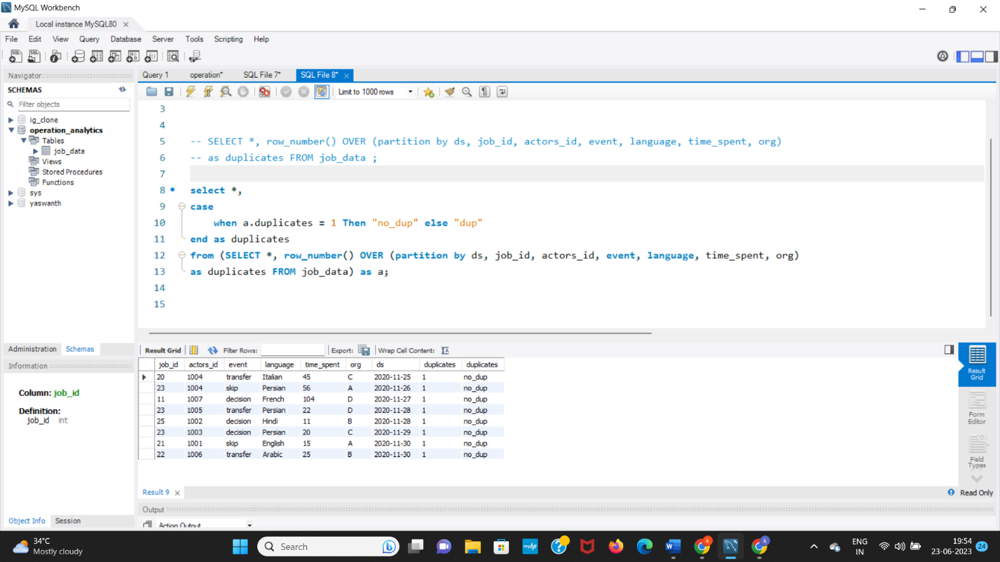 MySQL Workbench
Local instance MySQL80
File Edit View Query Database Server Tools Scripting Help
Navigator
SCHEMAS
Filter objects
ig_clone
operation_analytics
Tables
job_data
Views
Stored Procedures
Functions
sys
yaswanth
Administration Schemas
Information
Column: job_id
Definition:
job_id int
Object Info Session
Query 1 operation* SQL File 7* SQL File 8*
Limit to 1000 rows
3
4
5 -- SELECT *, row_number() OVER (partition by ds, job_id, actors_id, event, language, time_spent, org)
6 -- as duplicates FROM job_data ;
7
8 select *,
9 case
10 when a.duplicates = 1 Then "no_dup" else "dup"
11 end as duplicates
12 from (SELECT *, row_number() OVER (partition by ds, job_id, actors_id, event, language, time_spent, org)
13 as duplicates FROM job_data) as a;
14
15
Result Grid Filter Rows: Export: Wrap Cell Content:
job_id actors_id event language time_spent org ds duplicates duplicates
20 1004 transfer Italian 45 C 2020-11-25 1 no_dup
23 1004 skip Persian 56 A 2020-11-26 1 no_dup
11 1007 decision French 104 D 2020-11-27 1 no_dup
23 1005 transfer Persian 22 D 2020-11-28 1 no_dup
25 1002 decision Hindi 11 B 2020-11-28 1 no_dup
23 1003 decision Persian 20 C 2020-11-29 1 no_dup
21 1001 skip English 15 A 2020-11-30 1 no_dup
22 1006 transfer Arabic 25 B 2020-11-30 1 no_dup
Result
Grid
Form
Editor
Field
Types
Result 9
Read Only
Output
Action Output
34°C
Mostly cloudy
Search
ENG
IN
19:54
23-06-2023
24